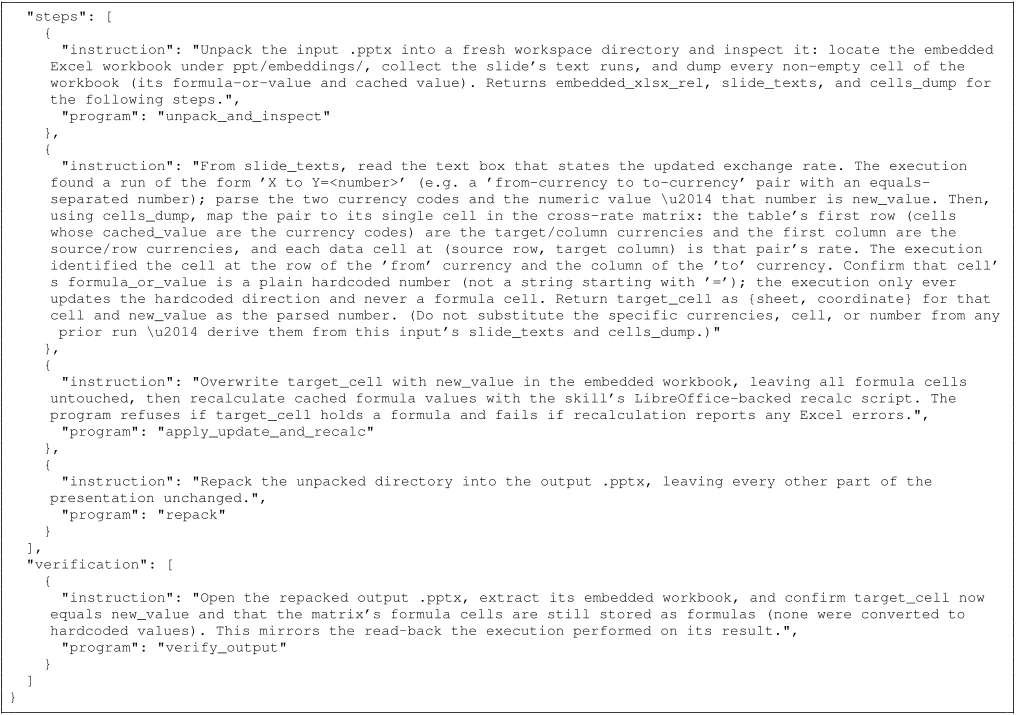 "steps": [
{
"instruction": "Unpack the input .pptx into a fresh workspace directory and inspect it: locate the embedded
Excel workbook under ppt/embeddings/, collect the slide's text runs, and dump every non-empty cell of the
workbook (its formula-or-value and cached value). Returns embedded_xlsx_rel, slide_texts, and cells_dump for
the following steps.",
"program": "unpack_and_inspect"
},
{
"instruction": "From slide_texts, read the text box that states the updated exchange rate. The execution
found a run of the form 'X to Y=<number>' (e.g. a 'from-currency to to-currency' pair with an equals-
separated number); parse the two currency codes and the numeric value \u2014 that number is new_value. Then,
using cells_dump, map the pair to its single cell in the cross-rate matrix: the table's first row (cells
whose cached_value are the currency codes) are the target/column currencies and the first column are the
source/row currencies, and each data cell at (source row, target column) is that pair's rate. The execution
identified the cell at the row of the 'from' currency and the column of the 'to' currency. Confirm that cell'
s formula_or_value is a plain hardcoded number (not a string starting with '='); the execution only ever
updates the hardcoded direction and never a formula cell. Return target_cell as {sheet, coordinate} for that
cell and new_value as the parsed number. (Do not substitute the specific currencies, cell, or number from any
prior run \u2014 derive them from this input's slide_texts and cells_dump.)"
},
{
"instruction": "Overwrite target_cell with new_value in the embedded workbook, leaving all formula cells
untouched, then recalculate cached formula values with the skill's LibreOffice-backed recalc script. The
program refuses if target_cell holds a formula and fails if recalculation reports any Excel errors.",
"program": "apply_update_and_recalc"
},
{
"instruction": "Repack the unpacked directory into the output .pptx, leaving every other part of the
presentation unchanged.",
"program": "repack"
}
],
"verification": [
{
"instruction": "Open the repacked output .pptx, extract its embedded workbook, and confirm target_cell now
equals new_value and that the matrix's formula cells are still stored as formulas (none were converted to
hardcoded values). This mirrors the read-back the execution performed on its result.",
"program": "verify_output"
}
]
}